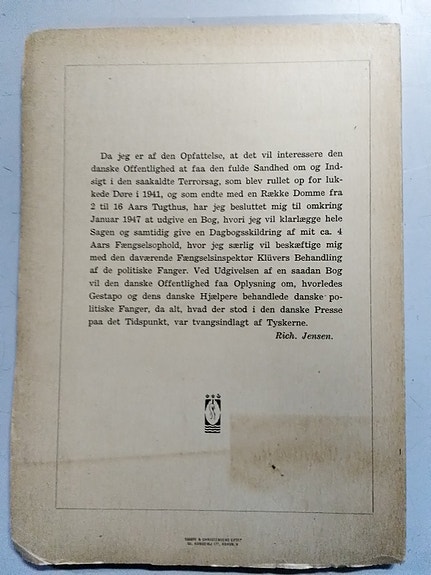 Da jeg er af den Opfattelse, at det vil interessere den
danske Offentlighed at faa den fulde Sandhed om og Ind-
sigt i den saakaldte Terrorsag, som blev rullet op for luk-
kede Døre i 1941, og som endte med en Række Domme fra
2 til 16 Aars Tugthus, har jeg besluttet mig til omkring
Januar 1947 at udgive en Bog, hvori jeg vil klarlægge hele
Sagen og samtidig give en Dagbogsskildring af mit ca. 4
Aars Fængselsophold, hvor jeg særlig vil beskæftige mig
med den daværende Fængselsinspektør Klüvers Behandling
af de politiske Fanger. Ved Udgivelsen af en saadan Bog
vil den danske Offentlighed faa Oplysning om, hvorledes
Gestapo og dens danske Hjælpere behandlede danske po-
litiske Fanger, da alt, hvad der stod i den danske Presse
paa det Tidspunkt, var tvangsindlagt af Tyskerne.
Rich. Jensen.